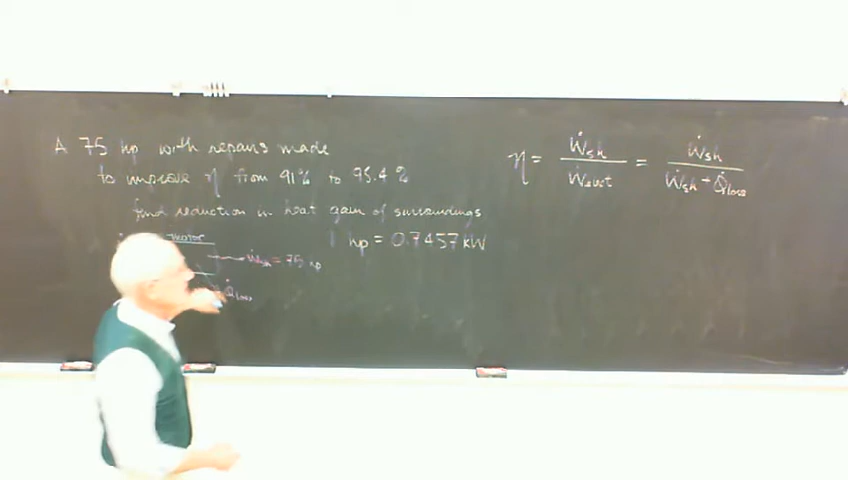 A 75 hp with repairs made
to improve η from 91% to 95.4%
find reduction in heat gain of surroundings
motor
1 hp = 0.7457 kW
Ẇsh = 75 hp
Q̇loss
η = Ẇsh / Ẇelect = Ẇsh / Ẇsh + Q̇loss